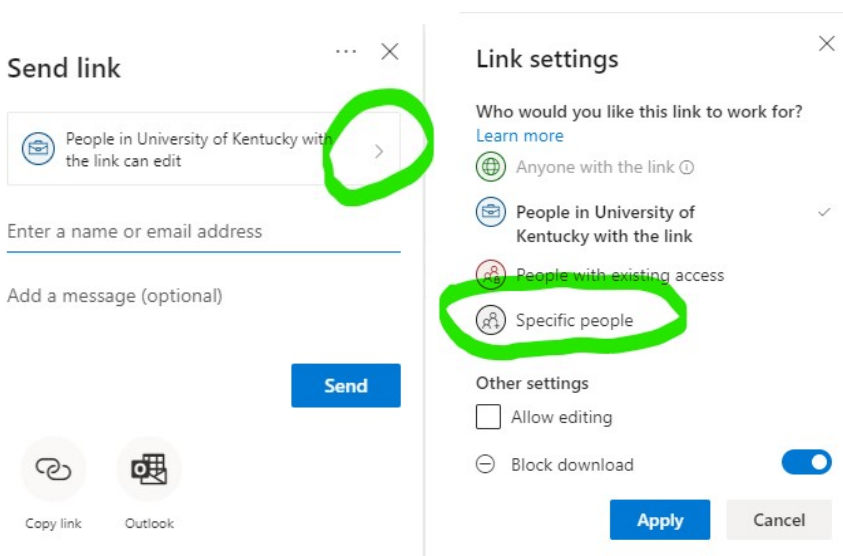 Send link
People in University of Kentucky with
the link can edit
Enter a name or email address
Add a message (optional)
Send
Copy link
Outlook
Link settings
Who would you like this link to work for?
Learn more
Anyone with the link
People in University of
Kentucky with the link
People with existing access
Specific people
Other settings
Allow editing
Block download
Apply
Cancel